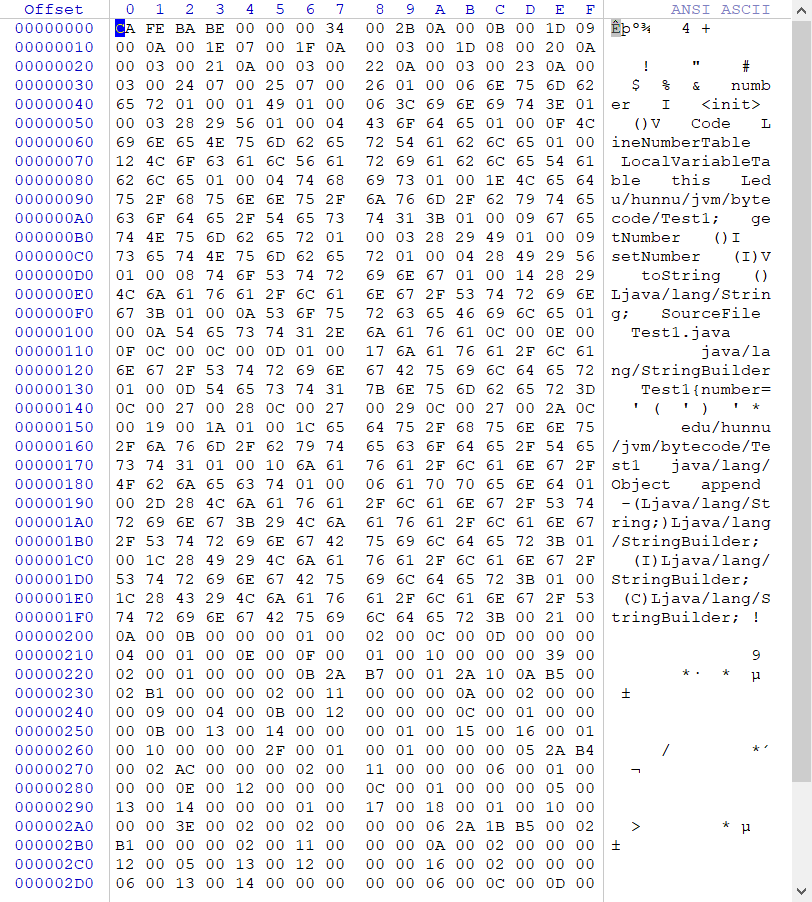 Offset 0 1 2 3 4 5 6 7 8 9 A B C D E F ANSI ASCII
00000000 CA FE BA BE 00 00 00 34 00 2B 0A 00 0B 00 1D 09 Êþº¾ 4 +
00000010 00 0A 00 1E 07 00 1F 0A 00 03 00 1D 08 00 20 0A
00000020 00 03 00 21 0A 00 03 00 22 0A 00 03 00 23 0A 00 ! " #
00000030 03 00 24 07 00 25 07 00 26 01 00 06 6E 75 6D 62 $ % & numb
00000040 65 72 01 00 01 49 01 00 06 3C 69 6E 69 74 3E 01 er I <init>
00000050 00 03 28 29 56 01 00 04 43 6F 64 65 01 00 0F 4C ()V Code L
00000060 69 6E 65 4E 75 6D 62 65 72 54 61 62 6C 65 01 00 ineNumberTable
00000070 12 4C 6F 63 61 6C 56 61 72 69 61 62 6C 65 54 61 LocalVariableTa
00000080 62 6C 65 01 00 04 74 68 69 73 01 00 1E 4C 65 64 ble this Led
00000090 75 2F 68 75 6E 6E 75 2F 6A 76 6D 2F 62 79 74 65 u/hunnu/jvm/byte
000000A0 63 6F 64 65 2F 54 65 73 74 31 3B 01 00 09 67 65 code/Test1; ge
000000B0 74 4E 75 6D 62 65 72 01 00 03 28 29 49 01 00 09 tNumber ()I
000000C0 73 65 74 4E 75 6D 62 65 72 01 00 04 28 49 29 56 setNumber (I)V
000000D0 01 00 08 74 6F 53 74 72 69 6E 67 01 00 14 28 29 toString ()
000000E0 4C 6A 61 76 61 2F 6C 61 6E 67 2F 53 74 72 69 6E Ljava/lang/Strin
000000F0 67 3B 01 00 0A 53 6F 75 72 63 65 46 69 6C 65 01 g; SourceFile
00000100 00 0A 54 65 73 74 31 2E 6A 61 76 61 0C 00 0E 00 Test1.java
00000110 0F 0C 00 0C 00 0D 01 00 17 6A 61 76 61 2F 6C 61 java/la
00000120 6E 67 2F 53 74 72 69 6E 67 42 75 69 6C 64 65 72 ng/StringBuilder
00000130 01 00 0D 54 65 73 74 31 7B 6E 75 6D 62 65 72 3D Test1{number=
00000140 0C 00 27 00 28 0C 00 27 00 29 0C 00 27 00 2A 0C ' ( ' ) ' *
00000150 00 19 00 1A 01 00 1C 65 64 75 2F 68 75 6E 6E 75 edu/hunnu
00000160 2F 6A 76 6D 2F 62 79 74 65 63 6F 64 65 2F 54 65 /jvm/bytecode/Te
00000170 73 74 31 01 00 10 6A 61 76 61 2F 6C 61 6E 67 2F st1 java/lang/
00000180 4F 62 6A 65 63 74 01 00 06 61 70 70 65 6E 64 01 Object append
00000190 00 2D 28 4C 6A 61 76 61 2F 6C 61 6E 67 2F 53 74 -(Ljava/lang/St
000001A0 72 69 6E 67 3B 29 4C 6A 61 76 61 2F 6C 61 6E 67 ring;)Ljava/lang
000001B0 2F 53 74 72 69 6E 67 42 75 69 6C 64 65 72 3B 01 /StringBuilder;
000001C0 00 1C 28 49 29 4C 6A 61 76 61 2F 6C 61 6E 67 2F (I)Ljava/lang/
000001D0 53 74 72 69 6E 67 42 75 69 6C 64 65 72 3B 01 00 StringBuilder;
000001E0 1C 28 43 29 4C 6A 61 76 61 2F 6C 61 6E 67 2F 53 (C)Ljava/lang/S
000001F0 74 72 69 6E 67 42 75 69 6C 64 65 72 3B 00 21 00 tringBuilder; !
00000200 0A 00 0B 00 00 00 01 00 02 00 0C 00 0D 00 00 00
00000210 04 00 01 00 0E 00 0F 00 01 00 10 00 00 00 39 00 9
00000220 02 00 01 00 00 00 0B 2A B7 00 01 2A 10 0A B5 00 *· * µ
00000230 02 B1 00 00 00 02 00 11 00 00 00 0A 00 02 00 00 ±
00000240 00 09 00 04 00 0B 00 12 00 00 00 0C 00 01 00 00
00000250 00 0B 00 13 00 14 00 00 00 01 00 15 00 16 00 01
00000260 00 10 00 00 00 2F 00 01 00 01 00 00 00 05 2A B4 / *´
00000270 00 02 AC 00 00 00 02 00 11 00 00 00 06 00 01 00 ¬
00000280 00 00 0E 00 12 00 00 00 0C 00 01 00 00 00 05 00
00000290 13 00 14 00 00 00 01 00 17 00 18 00 01 00 10 00
000002A0 00 00 3E 00 02 00 02 00 00 00 06 2A 1B B5 00 02 > * µ
000002B0 B1 00 00 00 02 00 11 00 00 00 0A 00 02 00 00 00 ±
000002C0 12 00 05 00 13 00 12 00 00 00 16 00 02 00 00 00
000002D0 06 00 13 00 14 00 00 00 00 00 06 00 0C 00 0D 00